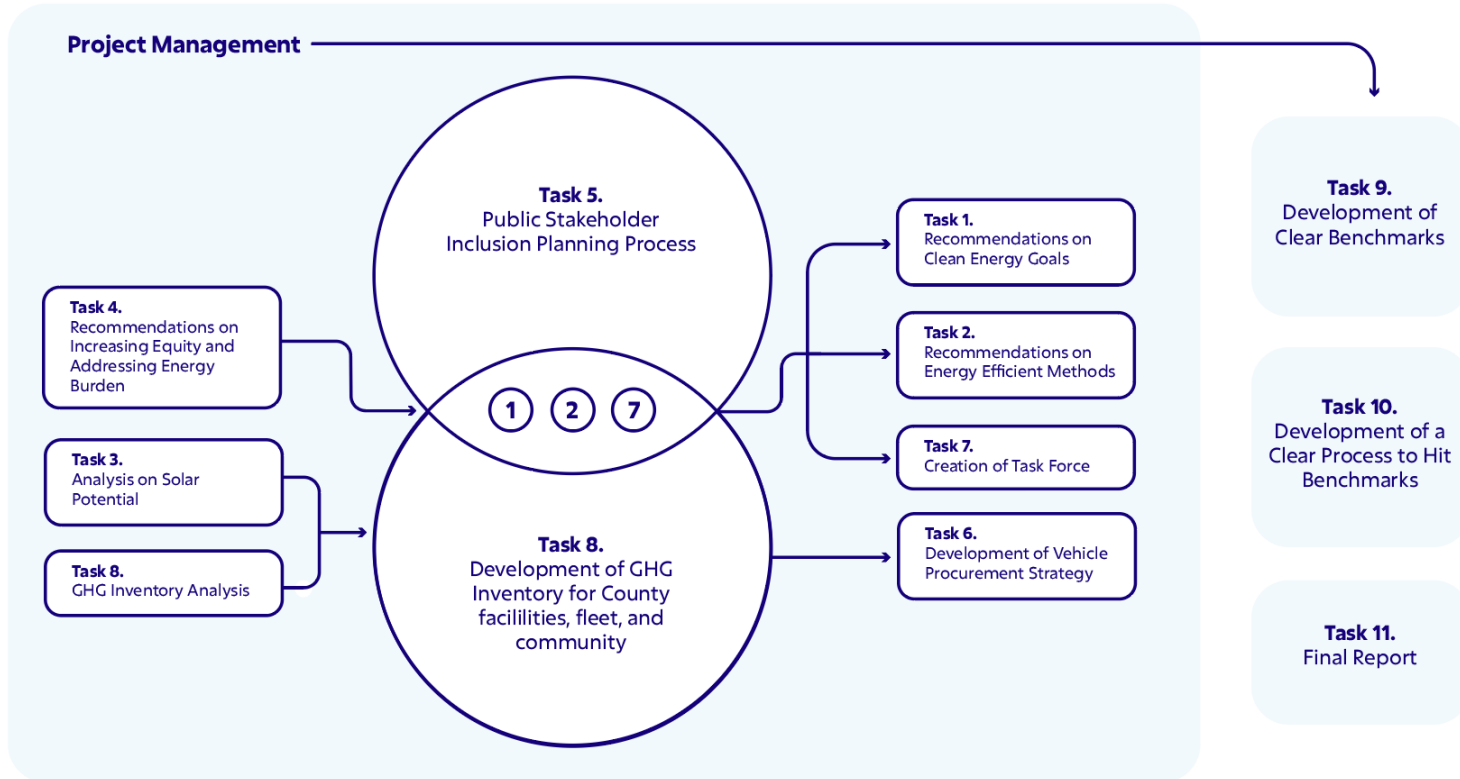 Project Management
Task 5.
Public Stakeholder
Inclusion Planning Process
Task 4.
Recommendations on
Increasing Equity and
Addressing Energy
Burden
Task 3.
Analysis on Solar
Potential
Task 8.
GHG Inventory Analysis
1 2 7
Task 8.
Development of GHG
Inventory for County
facililities, fleet, and
community
Task 1.
Recommendations on
Clean Energy Goals
Task 2.
Recommendations on
Energy Efficient Methods
Task 7.
Creation of Task Force
Task 6.
Development of Vehicle
Procurement Strategy
Task 9.
Development of
Clear Benchmarks
Task 10.
Development of a
Clear Process to Hit
Benchmarks
Task 11.
Final Report